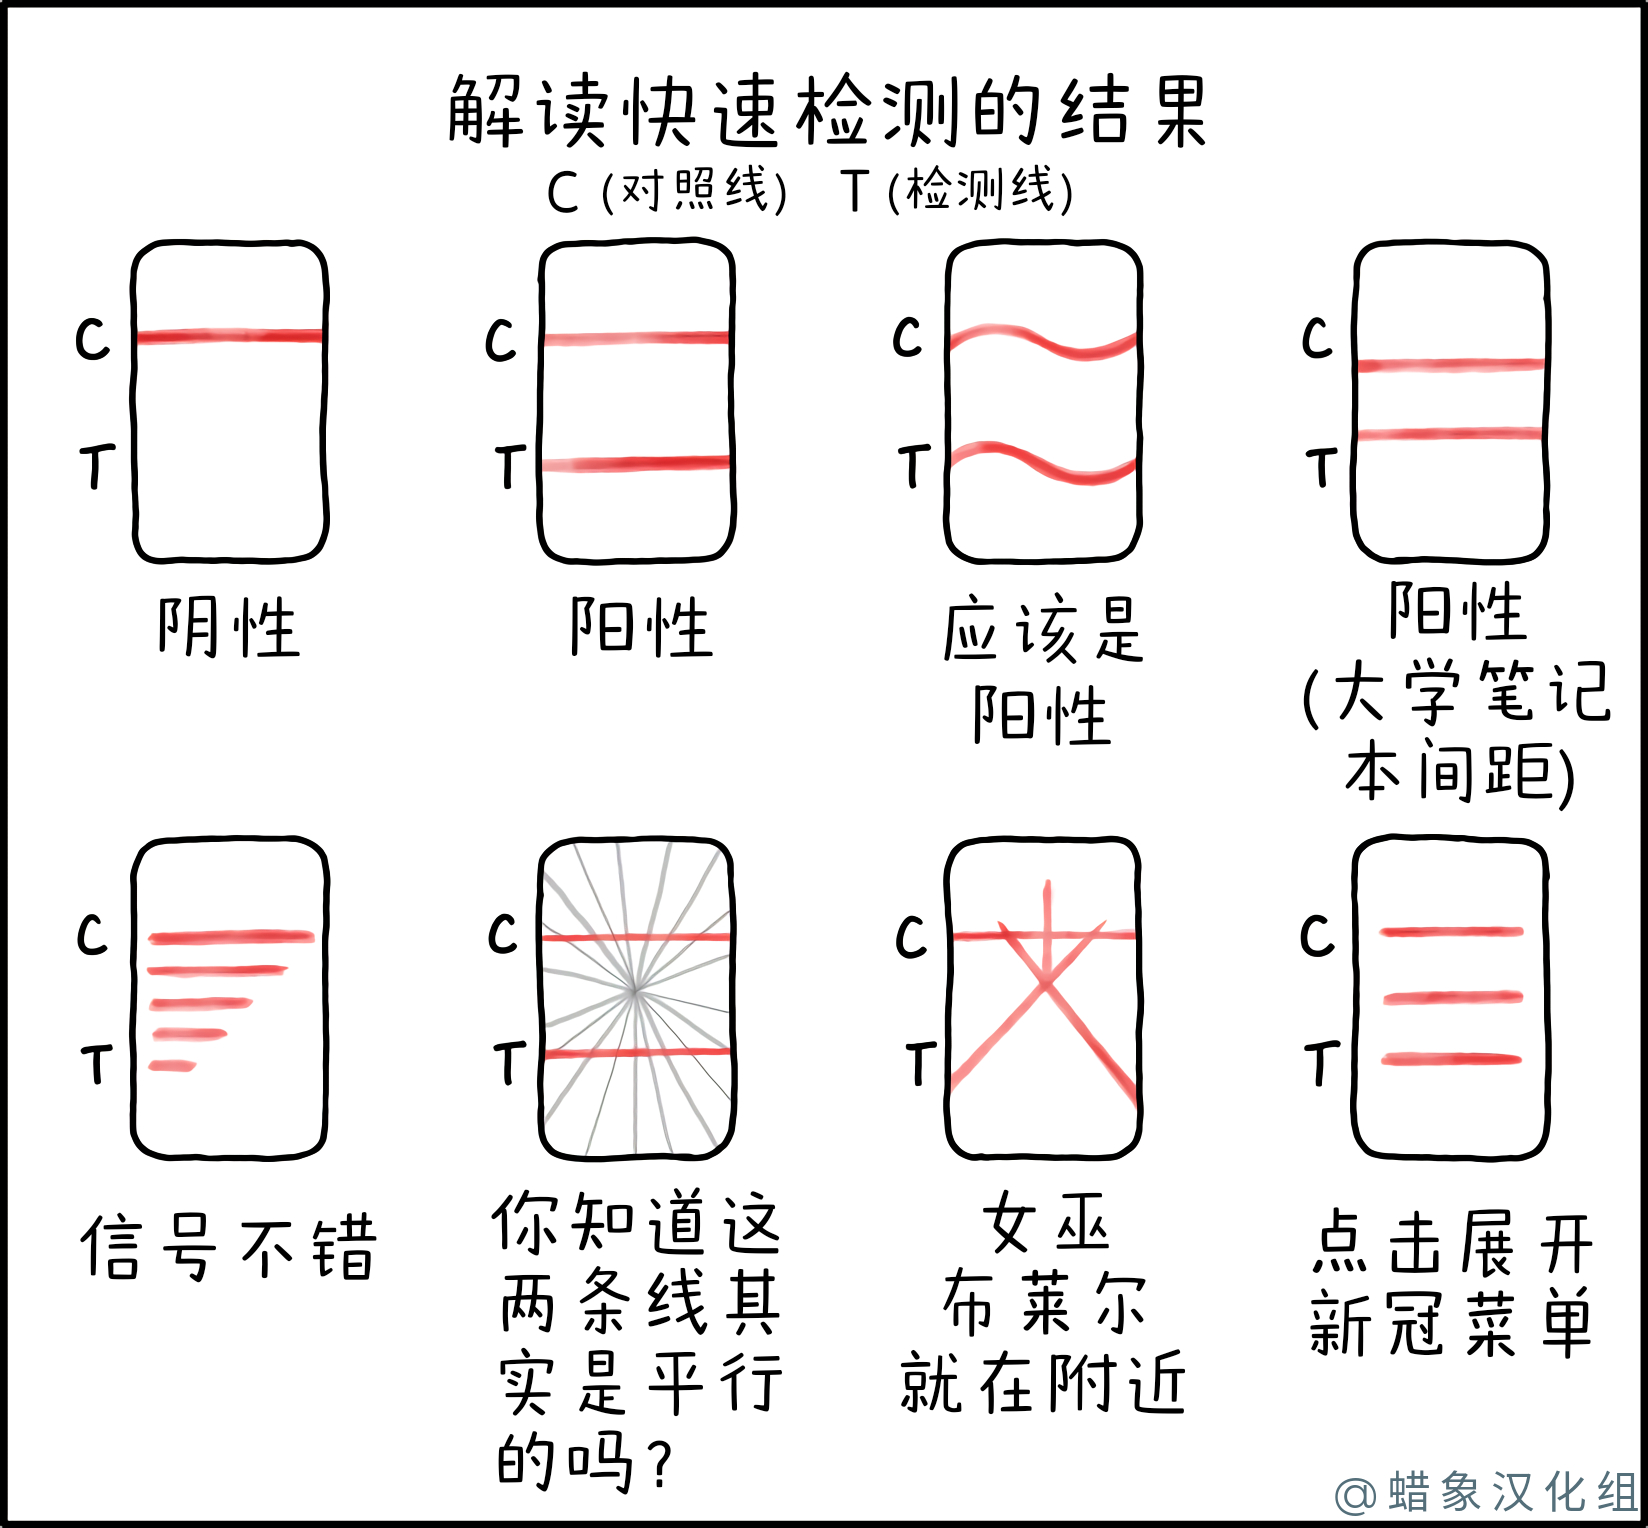 解读快速检测的结果
C (对照线) T (检测线)
C
T
阴性
C
T
阳性
C
T
应该是
阳性
C
T
阳性
(大学笔记
本间距)
C
T
信号不错
C
T
你知道这
两条线其
实是平行
的吗?
C
T
女巫
布莱尔
就在附近
C
T
点击展开
新冠菜单
@蜡象汉化组